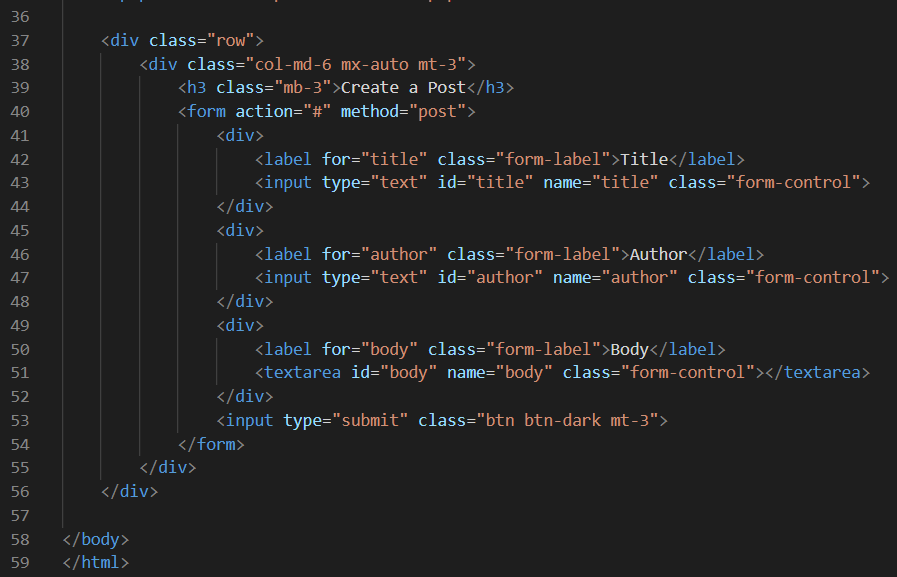 36
37 <div class="row">
38 <div class="col-md-6 mx-auto mt-3">
39 <h3 class="mb-3">Create a Post</h3>
40 <form action="#" method="post">
41 <div>
42 <label for="title" class="form-label">Title</label>
43 <input type="text" id="title" name="title" class="form-control">
44 </div>
45 <div>
46 <label for="author" class="form-label">Author</label>
47 <input type="text" id="author" name="author" class="form-control">
48 </div>
49 <div>
50 <label for="body" class="form-label">Body</label>
51 <textarea id="body" name="body" class="form-control"></textarea>
52 </div>
53 <input type="submit" class="btn btn-dark mt-3">
54 </form>
55 </div>
56 </div>
57
58 </body>
59 </html>